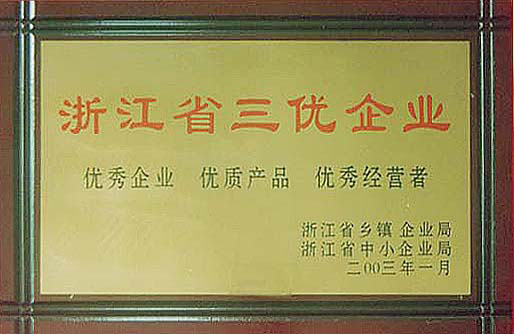 浙江省三优企业
优秀企业 优质产品 优秀经营者
浙江省乡镇企业局
浙江省中小企业局
二00三年一月